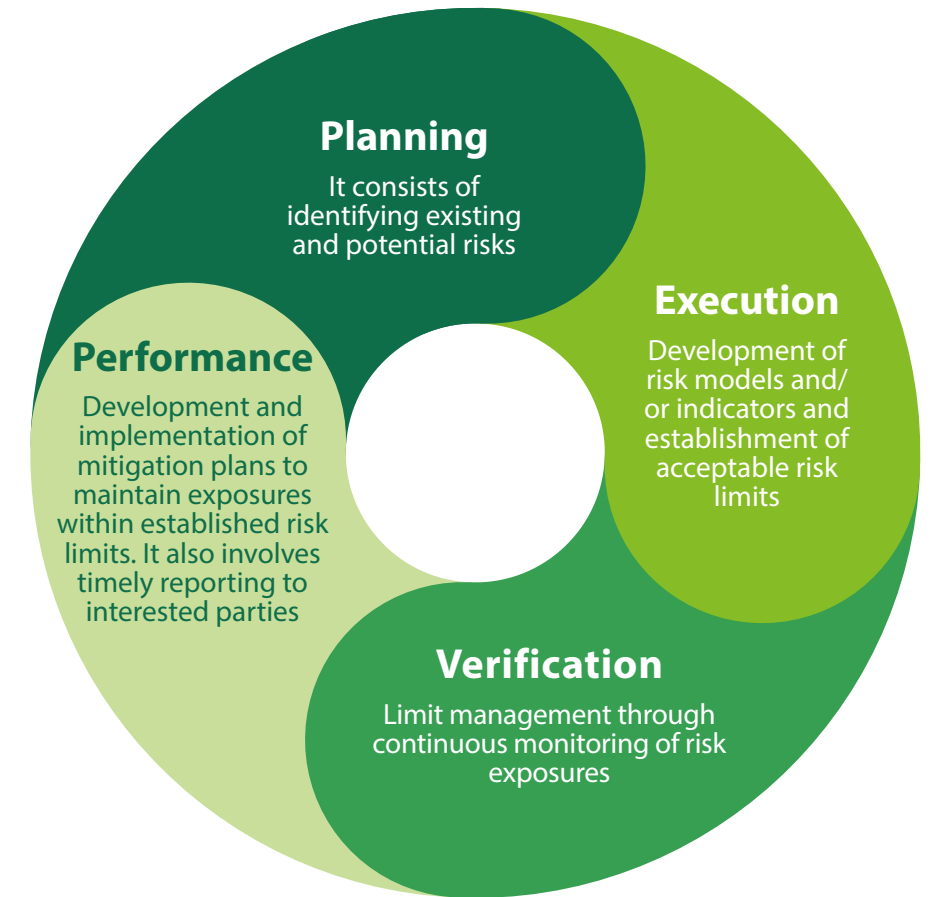 Planning
It consists of
identifying existing
and potential risks
Execution
Development of
risk models and/
or indicators and
establishment of
acceptable risk
limits
Verification
Limit management through
continuous monitoring of risk
exposures
Performance
Development and
implementation of
mitigation plans to
maintain exposures
within established risk
limits. It also involves
timely reporting to
interested parties